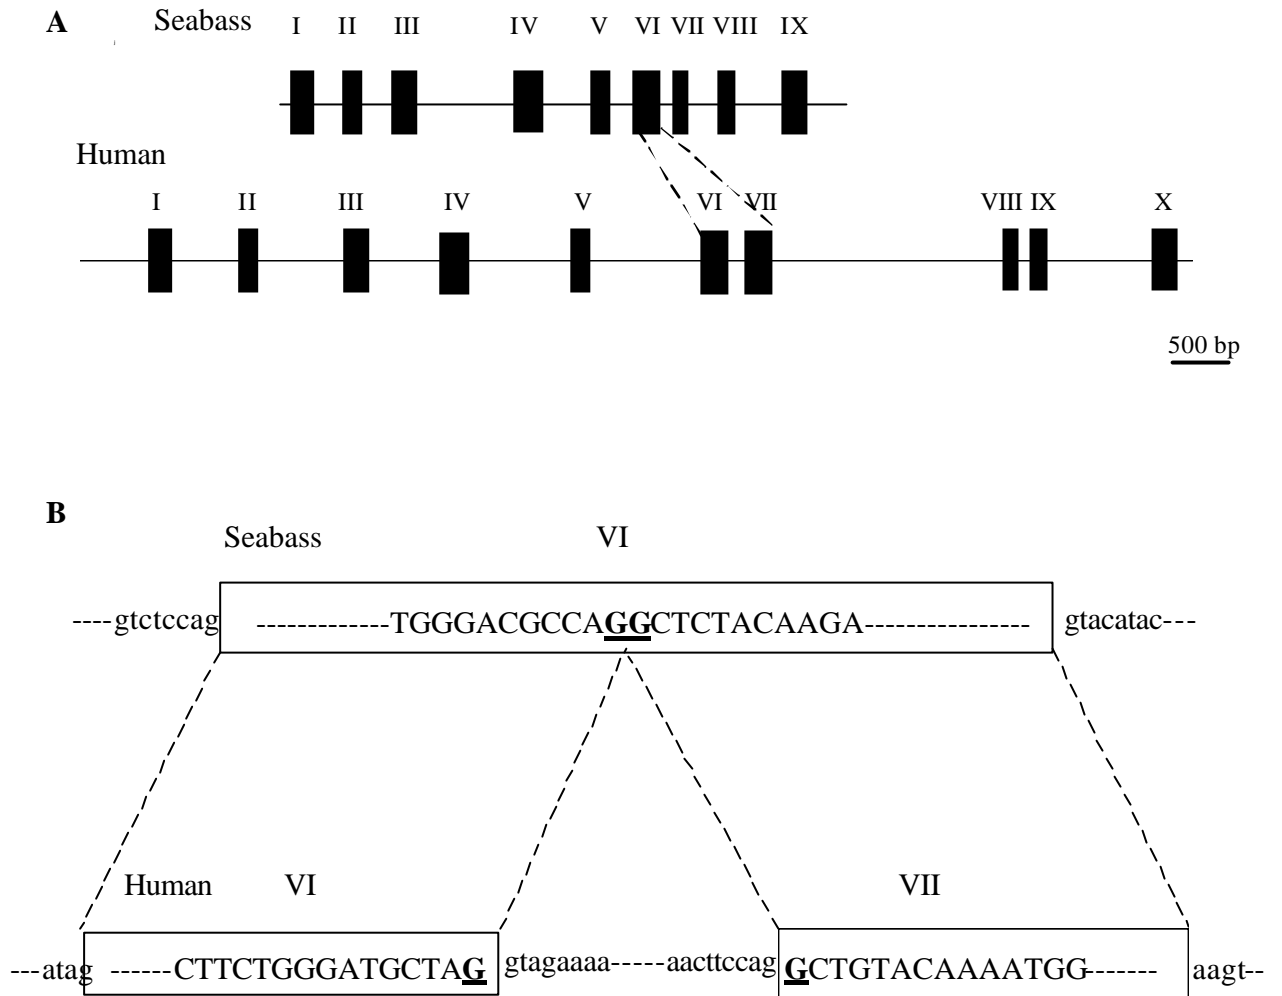 A Seabass I II III IV V VI VII VIII IX
Human
I II III IV V VI VII VIII IX X
500 bp
B
Seabass VI
----gtctccag -------------TGGGACGCCAGGCTCTACAAGA--------------- gtacatac---
Human VI VII
---atag ------CTTCTGGGATGCTAG gtagaaaa-----aacttccag GCTGTACAAAATGG------- aagt--